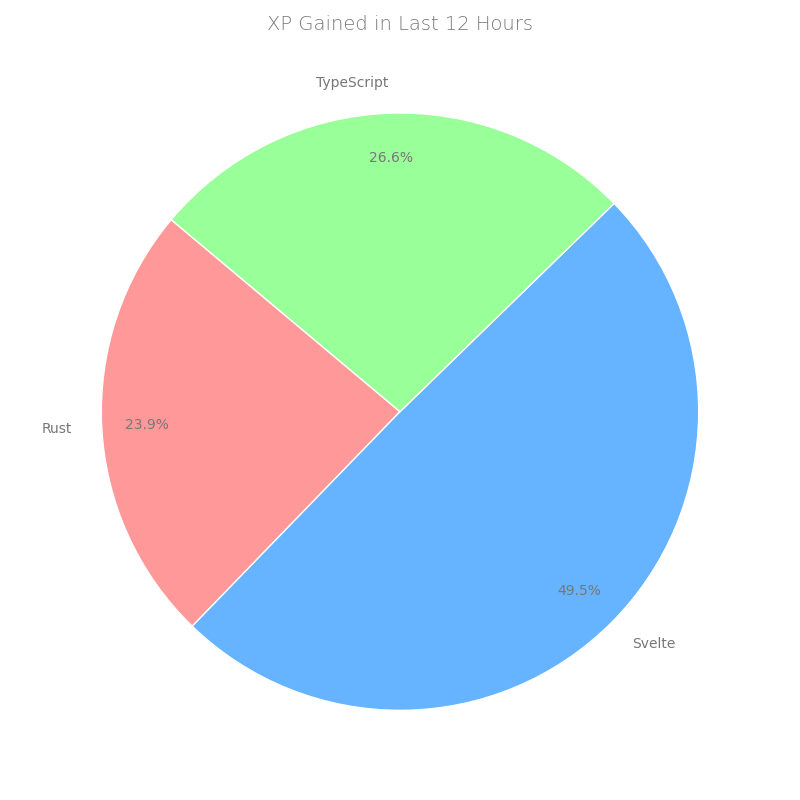 XP Gained in Last 12 Hours
TypeScript
26.6%
Rust
23.9%
49.5%
Svelte